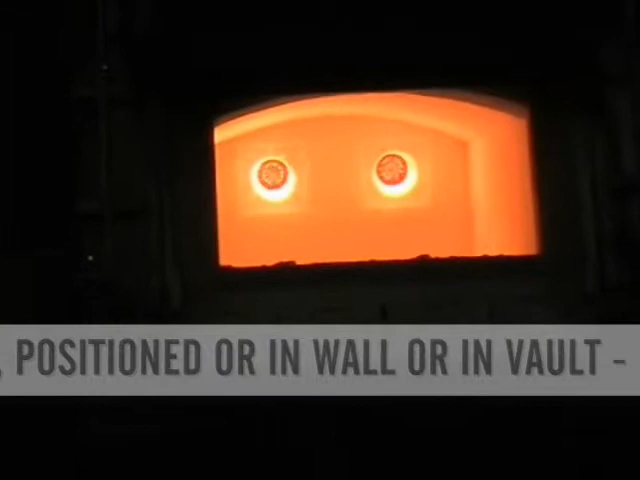 , POSITIONED OR IN WALL OR IN VAULT -